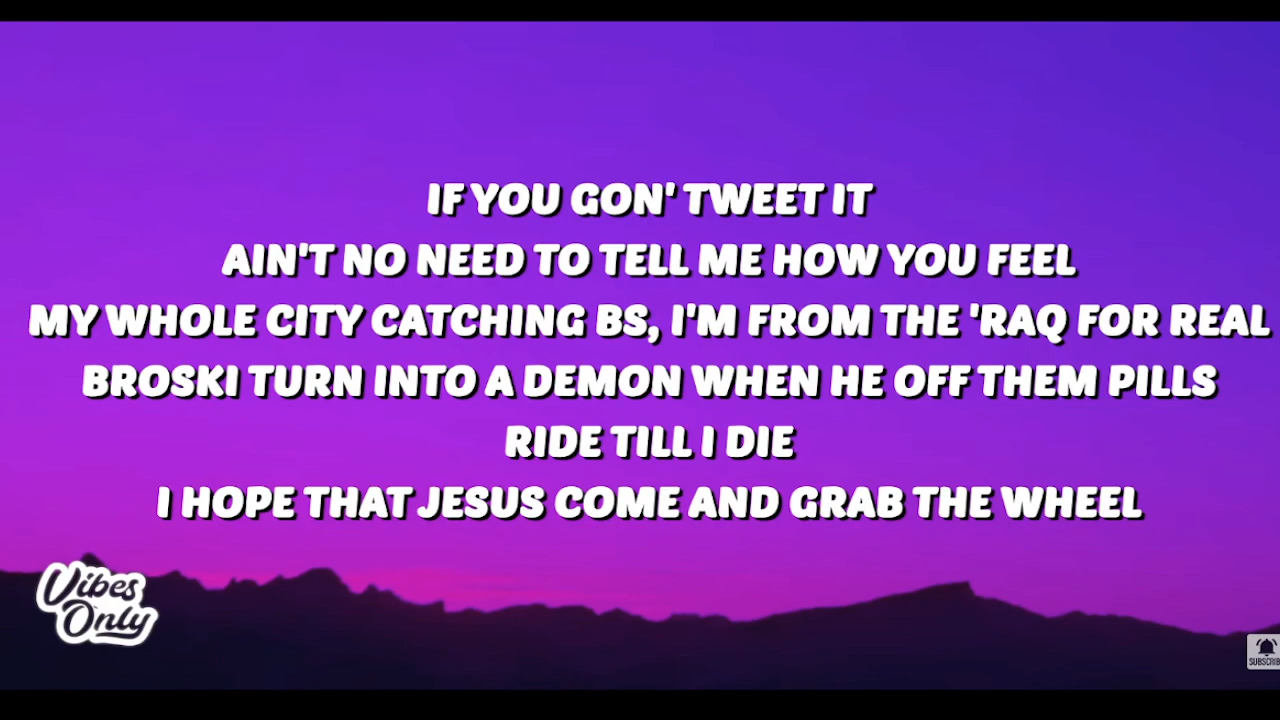 IF YOU GON' TWEET IT
AIN'T NO NEED TO TELL ME HOW YOU FEEL
MY WHOLE CITY CATCHING BS, I'M FROM THE 'RAQ FOR REAL
BROSKI TURN INTO A DEMON WHEN HE OFF THEM PILLS
RIDE TILL I DIE
I HOPE THAT JESUS COME AND GRAB THE WHEEL
Vibes
Only
SUBSCRIB